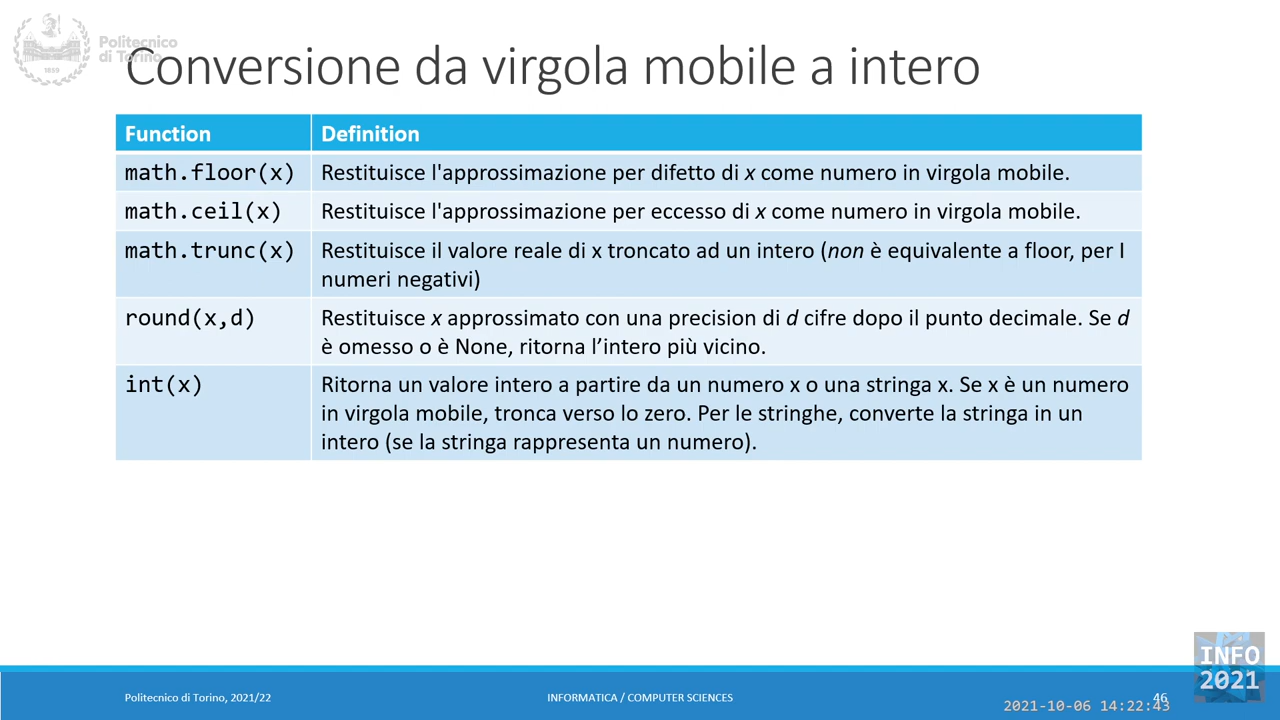 Politecnico
di Torino
1859
Conversione da virgola mobile a intero
Function Definition
math.floor(x) Restituisce l'approssimazione per difetto di x come numero in virgola mobile.
math.ceil(x) Restituisce l'approssimazione per eccesso di x come numero in virgola mobile.
math.trunc(x) Restituisce il valore reale di x troncato ad un intero (non è equivalente a floor, per I
numeri negativi)
round(x,d) Restituisce x approssimato con una precision di d cifre dopo il punto decimale. Se d
è omesso o è None, ritorna l’intero più vicino.
int(x) Ritorna un valore intero a partire da un numero x o una stringa x. Se x è un numero
in virgola mobile, tronca verso lo zero. Per le stringhe, converte la stringa in un
intero (se la stringa rappresenta un numero).
INFO
2021
Politecnico di Torino, 2021/22 INFORMATICA / COMPUTER SCIENCES 46
2021-10-06 14:22:43